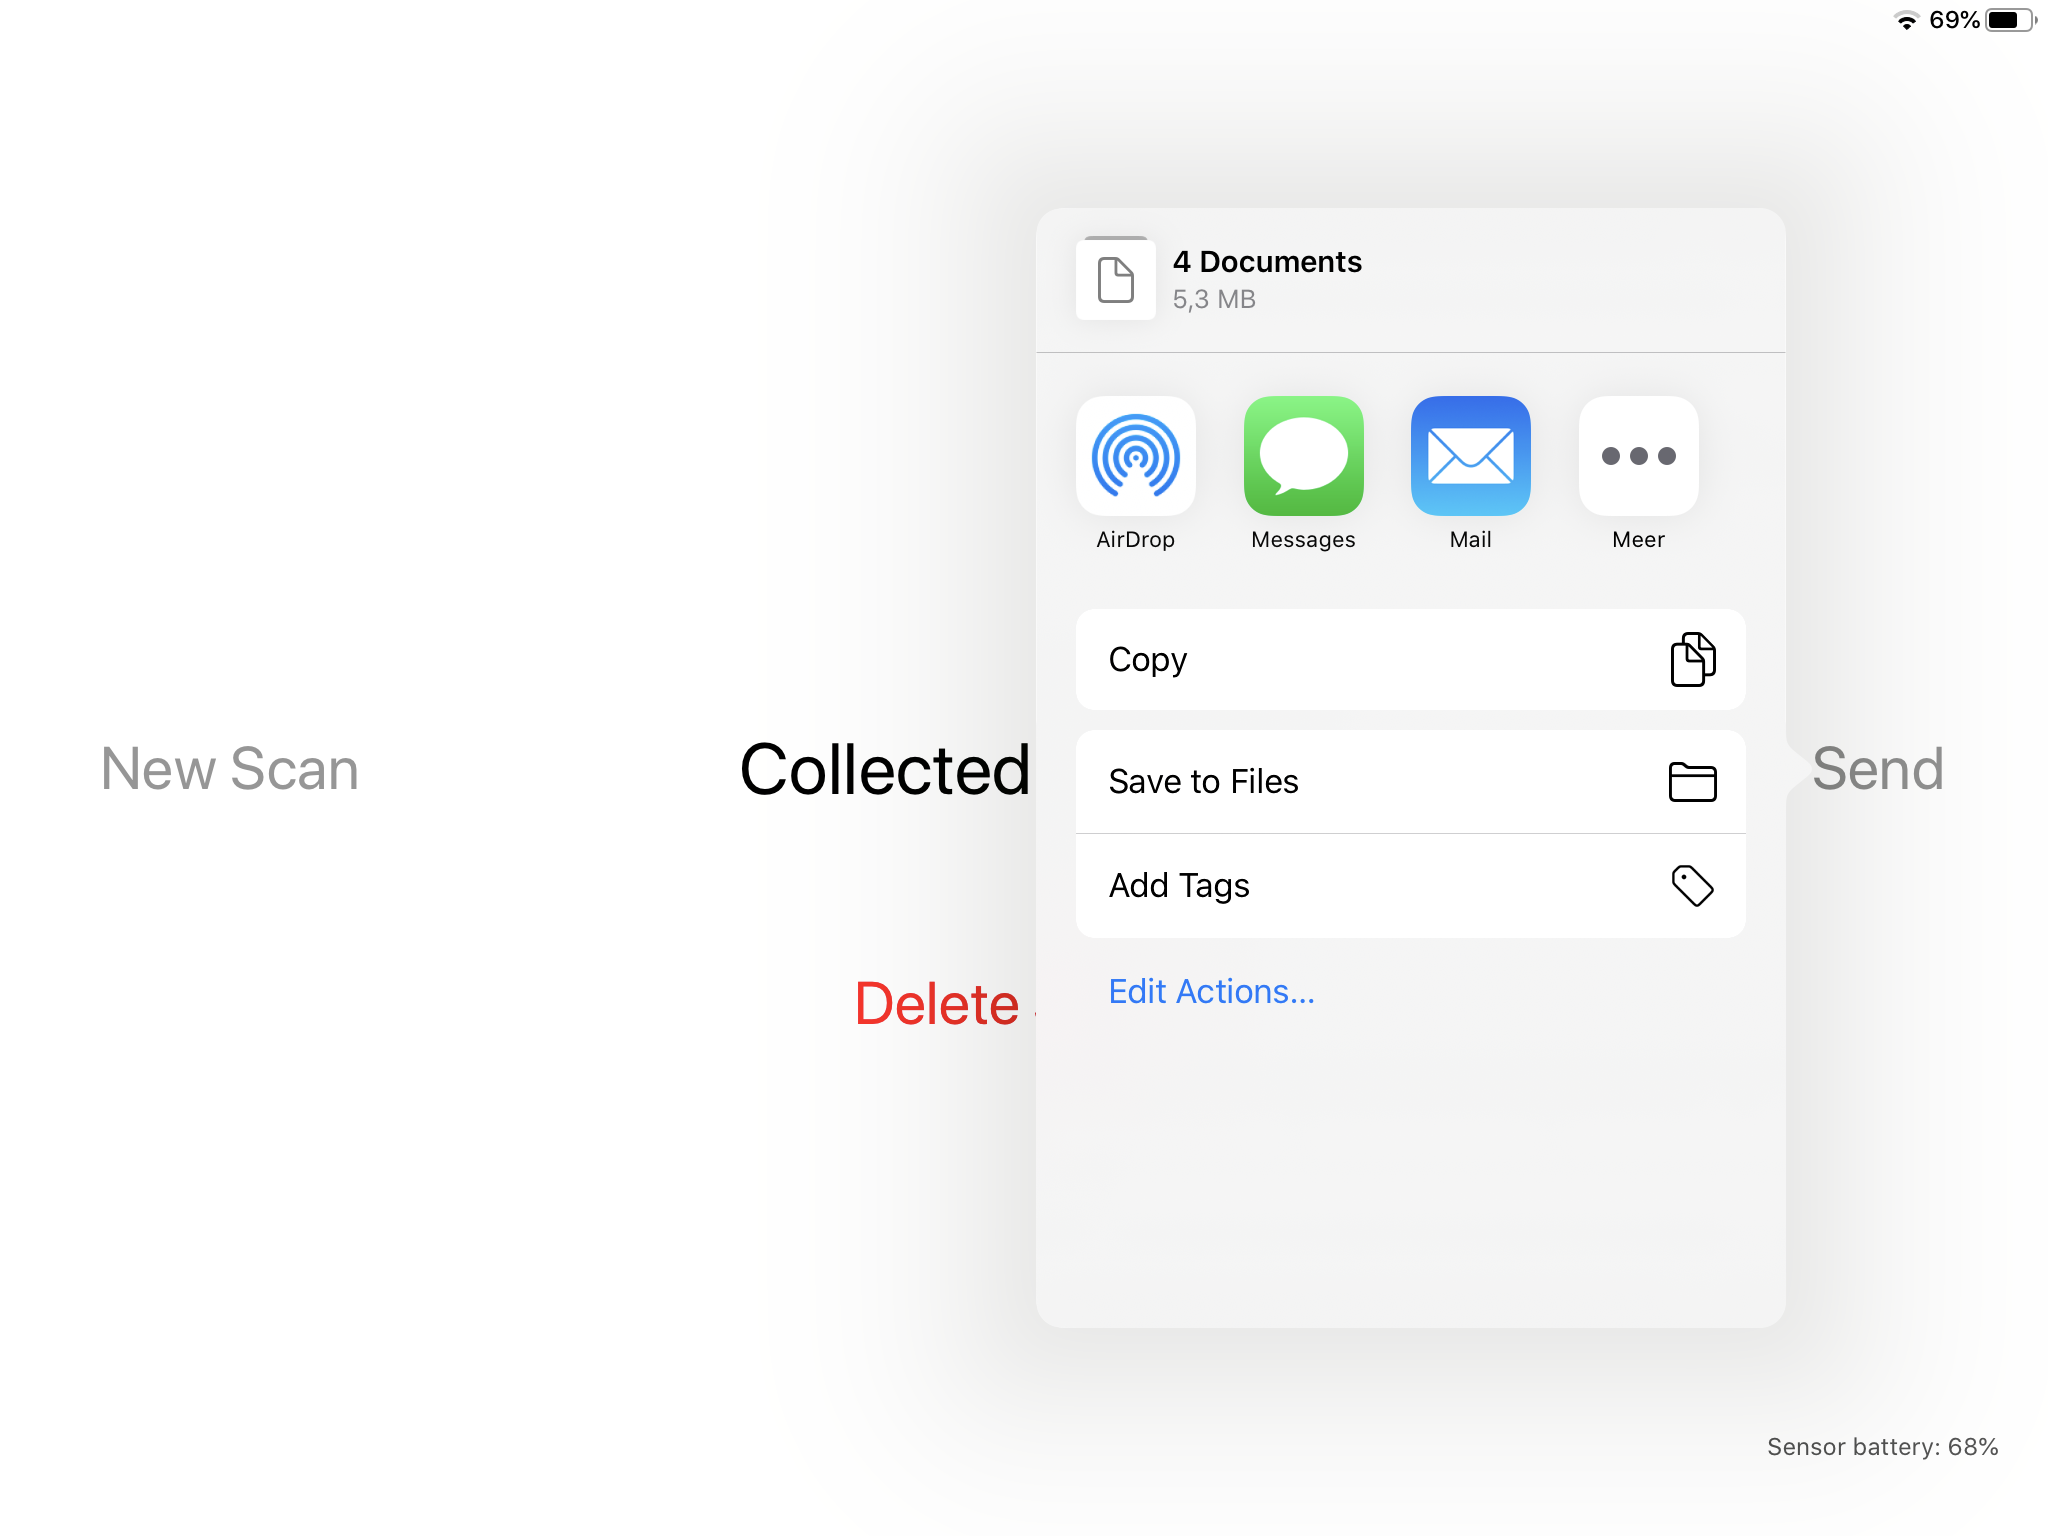 69%
4 Documents
5,3 MB
AirDrop
Messages
Mail
Meer
Copy
New Scan
Collected
Send
Save to Files
Add Tags
Delete
Edit Actions...
Sensor battery: 68%